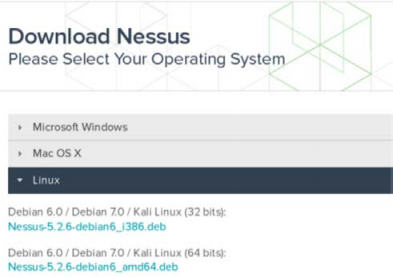 Download Nessus
Please Select Your Operating System
Microsoft Windows
Mac OS X
Linux
Debian 6.0 / Debian 7.0 / Kali Linux (32 bits):
Nessus-5.2.6-debian6_i386.deb
Debian 6.0 / Debian 7.0 / Kali Linux (64 bits):
Nessus-5.2.6-debian6_amd64.deb